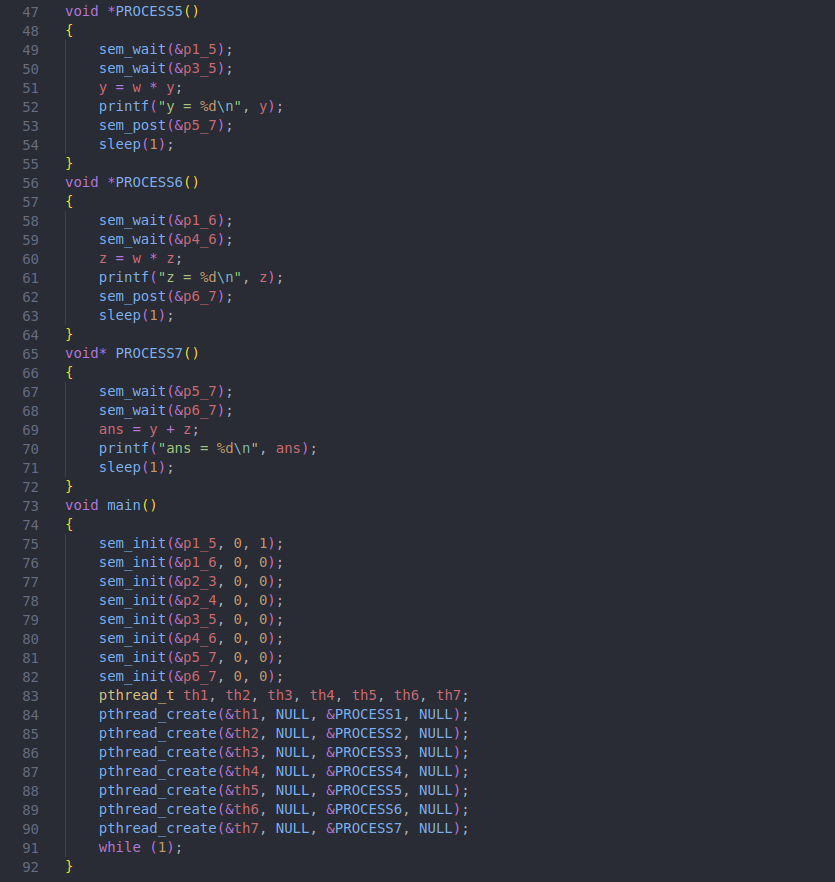 47 void *PROCESS5()
48 {
49     sem_wait(&p1_5);
50     sem_wait(&p3_5);
51     y = w * y;
52     printf("y = %d\n", y);
53     sem_post(&p5_7);
54     sleep(1);
55 }
56 void *PROCESS6()
57 {
58     sem_wait(&p1_6);
59     sem_wait(&p4_6);
60     z = w * z;
61     printf("z = %d\n", z);
62     sem_post(&p6_7);
63     sleep(1);
64 }
65 void* PROCESS7()
66 {
67     sem_wait(&p5_7);
68     sem_wait(&p6_7);
69     ans = y + z;
70     printf("ans = %d\n", ans);
71     sleep(1);
72 }
73 void main()
74 {
75     sem_init(&p1_5, 0, 1);
76     sem_init(&p1_6, 0, 0);
77     sem_init(&p2_3, 0, 0);
78     sem_init(&p2_4, 0, 0);
79     sem_init(&p3_5, 0, 0);
80     sem_init(&p4_6, 0, 0);
81     sem_init(&p5_7, 0, 0);
82     sem_init(&p6_7, 0, 0);
83     pthread_t th1, th2, th3, th4, th5, th6, th7;
84     pthread_create(&th1, NULL, &PROCESS1, NULL);
85     pthread_create(&th2, NULL, &PROCESS2, NULL);
86     pthread_create(&th3, NULL, &PROCESS3, NULL);
87     pthread_create(&th4, NULL, &PROCESS4, NULL);
88     pthread_create(&th5, NULL, &PROCESS5, NULL);
89     pthread_create(&th6, NULL, &PROCESS6, NULL);
90     pthread_create(&th7, NULL, &PROCESS7, NULL);
91     while (1);
92 }